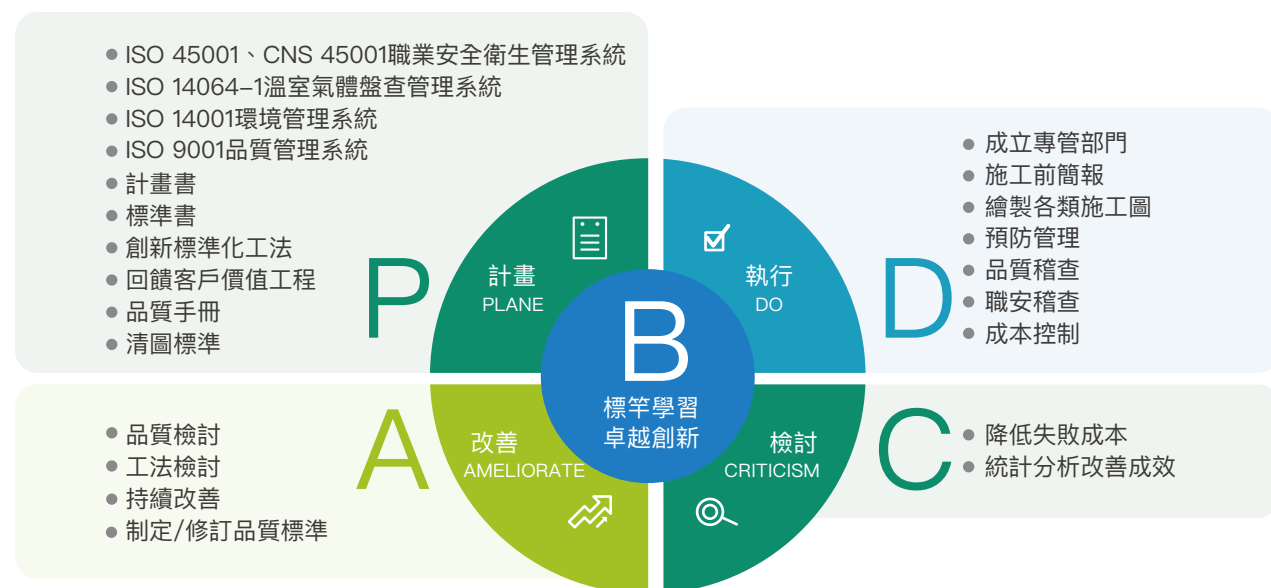 ISO 45001、CNS 45001職業安全衛生管理系統
ISO 14064-1溫室氣體盤查管理系統
ISO 14001環境管理系統
ISO 9001品質管理系統
計畫書
標準書
創新標準化工法
回饋客戶價值工程
品質手冊
清圖標準
P
計畫
PLANE
執行
DO
D
成立專管部門
施工前簡報
繪製各類施工圖
預防管理
品質稽查
職安稽查
成本控制
B
標竿學習
卓越創新
品質檢討
工法檢討
持續改善
制定/修訂品質標準
A
改善
AMELIORATE
檢討
CRITICISM
C
降低失敗成本
統計分析改善成效